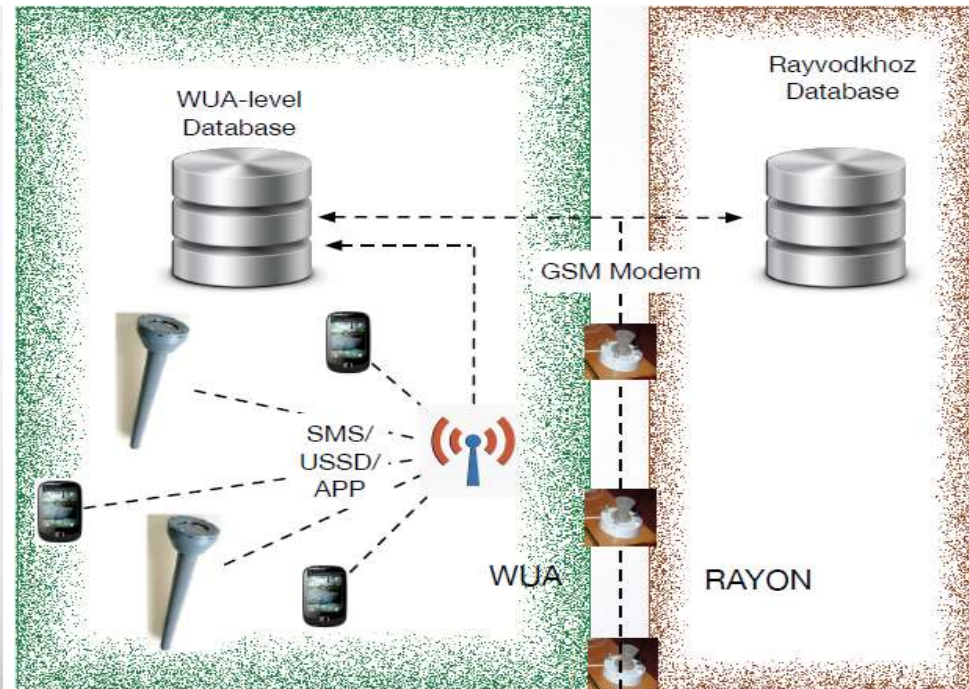 WUA-level
Database
Rayvodkhoz
Database
GSM Modem
SMS/
USSD/
APP
WUA
RAYON